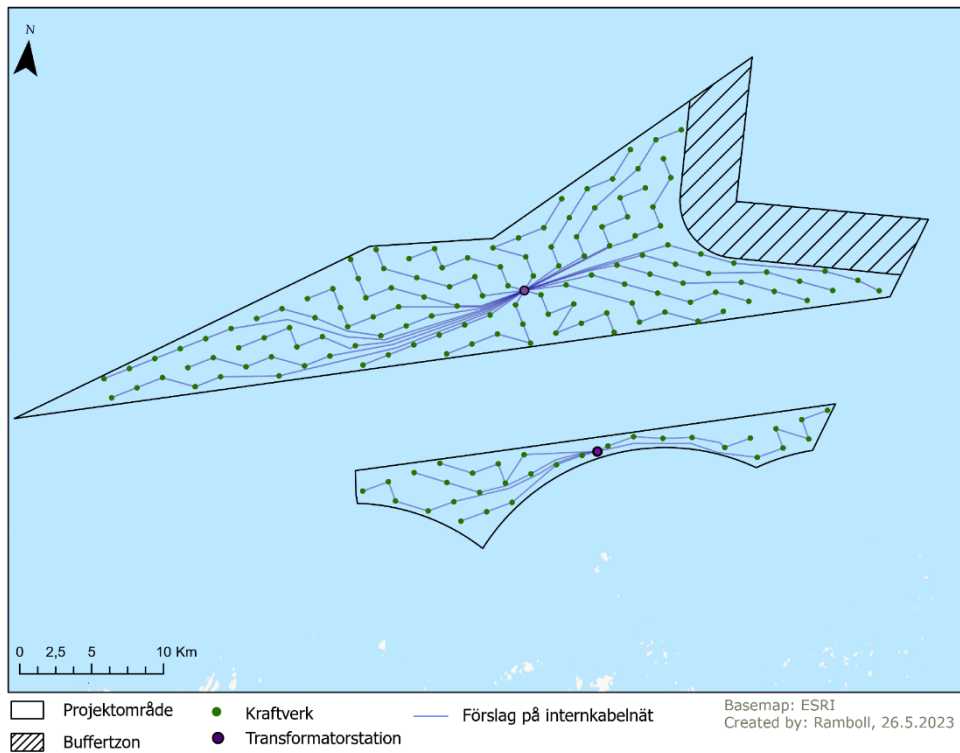 N
0 2,5 5 10 Km
Projektområde
Kraftverk
Förslag på internkabelnät
Buffertzon
Transformatorstation
Basemap: ESRI
Created by: Ramboll, 26.5.2023